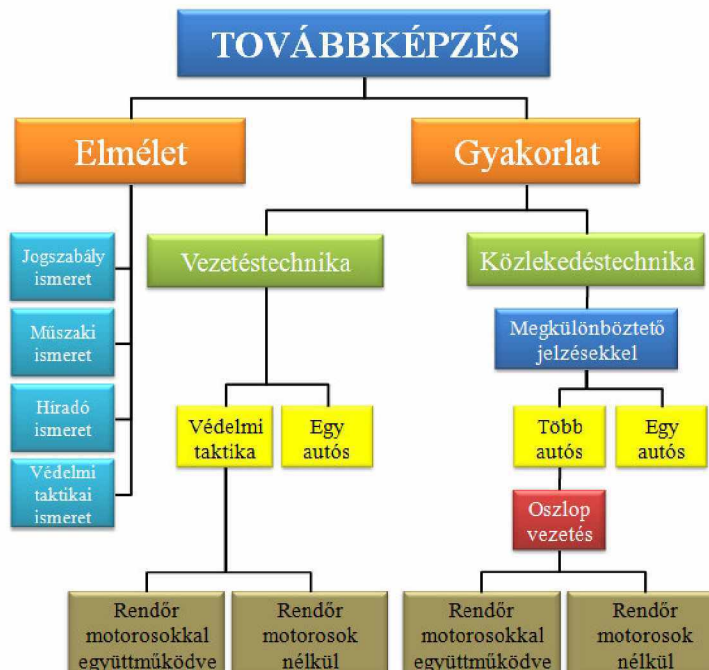 TOVÁBBKÉPZÉS
Elmélet
Gyakorlat
Jogszabály
ismeret
Műszaki
ismeret
Híradó
ismeret
Védelmi
taktikai
ismeret
Vezetéstechnika
Közlekedéstechnika
Megkülönböztető
jelzésekkel
Védelmi
taktika
Egy
autós
Több
autós
Egy
autós
Oszlop
vezetés
Rendőr
motorosokkal
együttműködve
Rendőr
motorosok
nélkül
Rendőr
motorosokkal
együttműködve
Rendőr
motorosok
nélkül